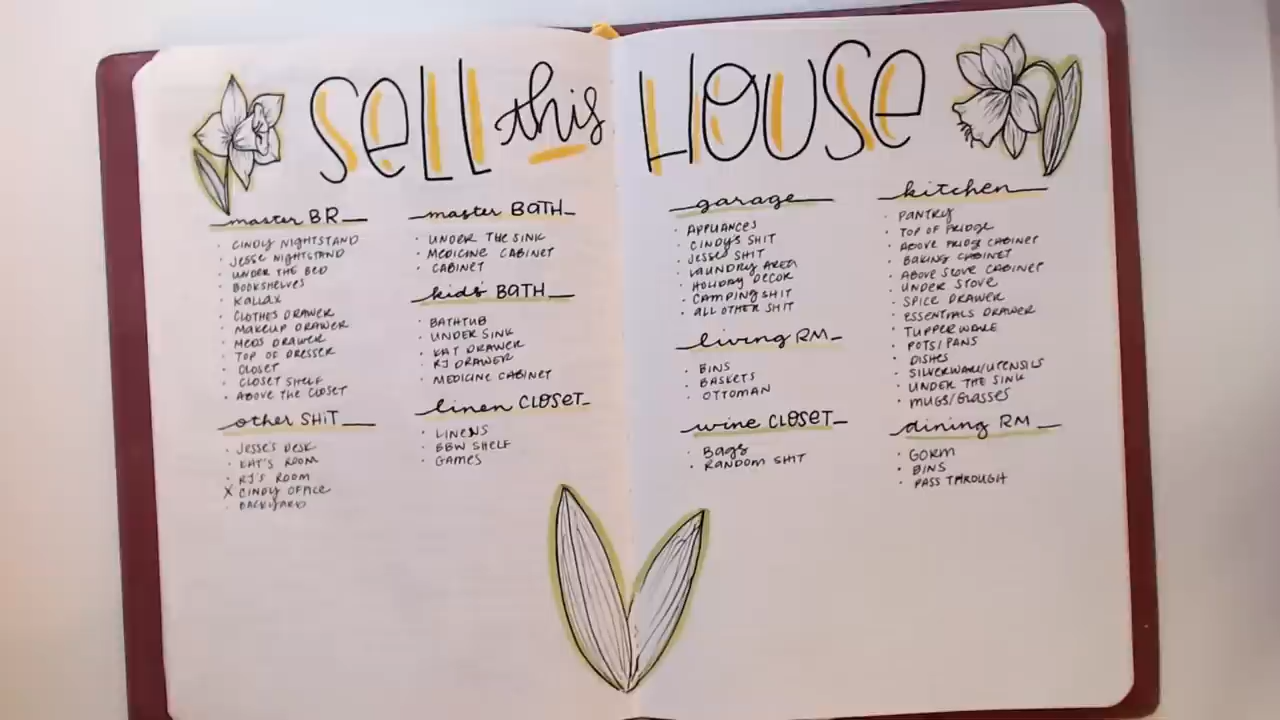 SELL this HOUSE
master BR
· CINDY NIGHTSTAND
· JESSE NIGHTSTAND
· UNDER THE BED
· BOOKSHELVES
· KALLAX
· CLOTHES DRAWER
· MAKEUP DRAWER
· MEDS DRAWER
· TOP OF DRESSER
· CLOSET
· CLOSET SHELF
· ABOVE THE CLOSET
other SHIT
· JESSE'S DESK
· KAT'S ROOM
· RJ'S ROOM
X CINDY OFFICE
· BACKYARD
master BATH
· UNDER THE SINK
· MEDICINE CABINET
· CABINET
kids' BATH
· BATHTUB
· UNDER SINK
· KAT DRAWER
· RJ DRAWER
· MEDICINE CABINET
linen CLOSET
· LINENS
· BBW SHELF
· GAMES
garage
· APPLIANCES
· CINDY'S SHIT
· JESSE'S SHIT
· LAUNDRY AREA
· HOLIDAY DECOR
· CAMPING SHIT
· ALL OTHER SHIT
living RM
· BINS
· BASKETS
· OTTOMAN
wine CLOSET
· BAGS
· RANDOM SHIT
kitchen
· PANTRY
· TOP OF FRIDGE
· ABOVE FRIDGE CABINET
· BAKING CABINET
· ABOVE STOVE CABINET
· UNDER STOVE
· SPICE DRAWER
· ESSENTIALS DRAWER
· TUPPERWARE
· POTS/PANS
· DISHES
· SILVERWARE/UTENSILS
· UNDER THE SINK
· MUGS/GLASSES
dining RM
· GORM
· BINS
· PASS THROUGH